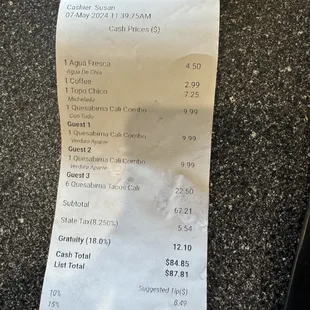 Cashier: Susan
07-May-2024 11:39:75AM
Cash Prices ($)
1 Agua Fresca 4.50
Agua De Chia
1 Coffee 2.99
1 Topo Chico 7.25
Michelada
1 Quesabirria Cali Combo 9.99
Con Todo
Guest 1
1 Quesabirria Cali Combo 9.99
Verdura Aparte
Guest 2
1 Quesabirria Cali Combo 9.99
Verdura Aparte
Guest 3
6 Quesabirria Tacos Cali 22.50
Subtotal 67.21
State Tax(8.250%) 5.54
Gratuity (18.0%) 12.10
Cash Total $84.85
List Total $87.81
Suggested Tip($)
10% 8.49
15%